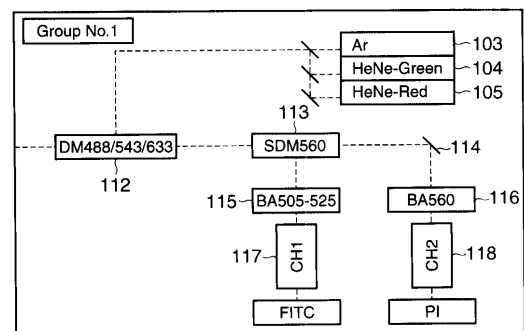 Group No.1
Ar 103
HeNe-Green 104
HeNe-Red 105
113
DM488/543/633 SDM560 114
112
115 BA505-525 BA560 116
117 CH1 CH2 118
FITC PI